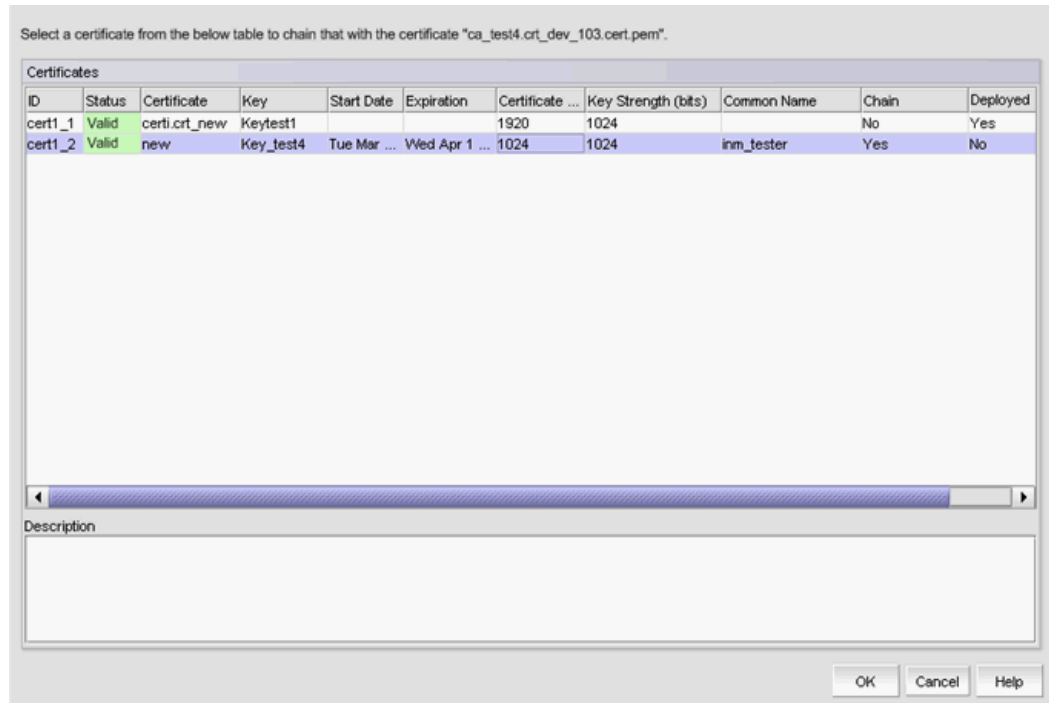 Select a certificate from the below table to chain that with the certificate "ca_test4.crt_dev_103.cert.pem".
Certificates
ID Status Certificate Key Start Date Expiration Certificate ... Key Strength (bits) Common Name Chain Deployed
cert1_1 Valid certi.crt_new Keytest1 1920 1024 No Yes
cert1_2 Valid new Key_test4 Tue Mar ... Wed Apr 1 ... 1024 1024 inm_tester Yes No
Description
OK Cancel Help